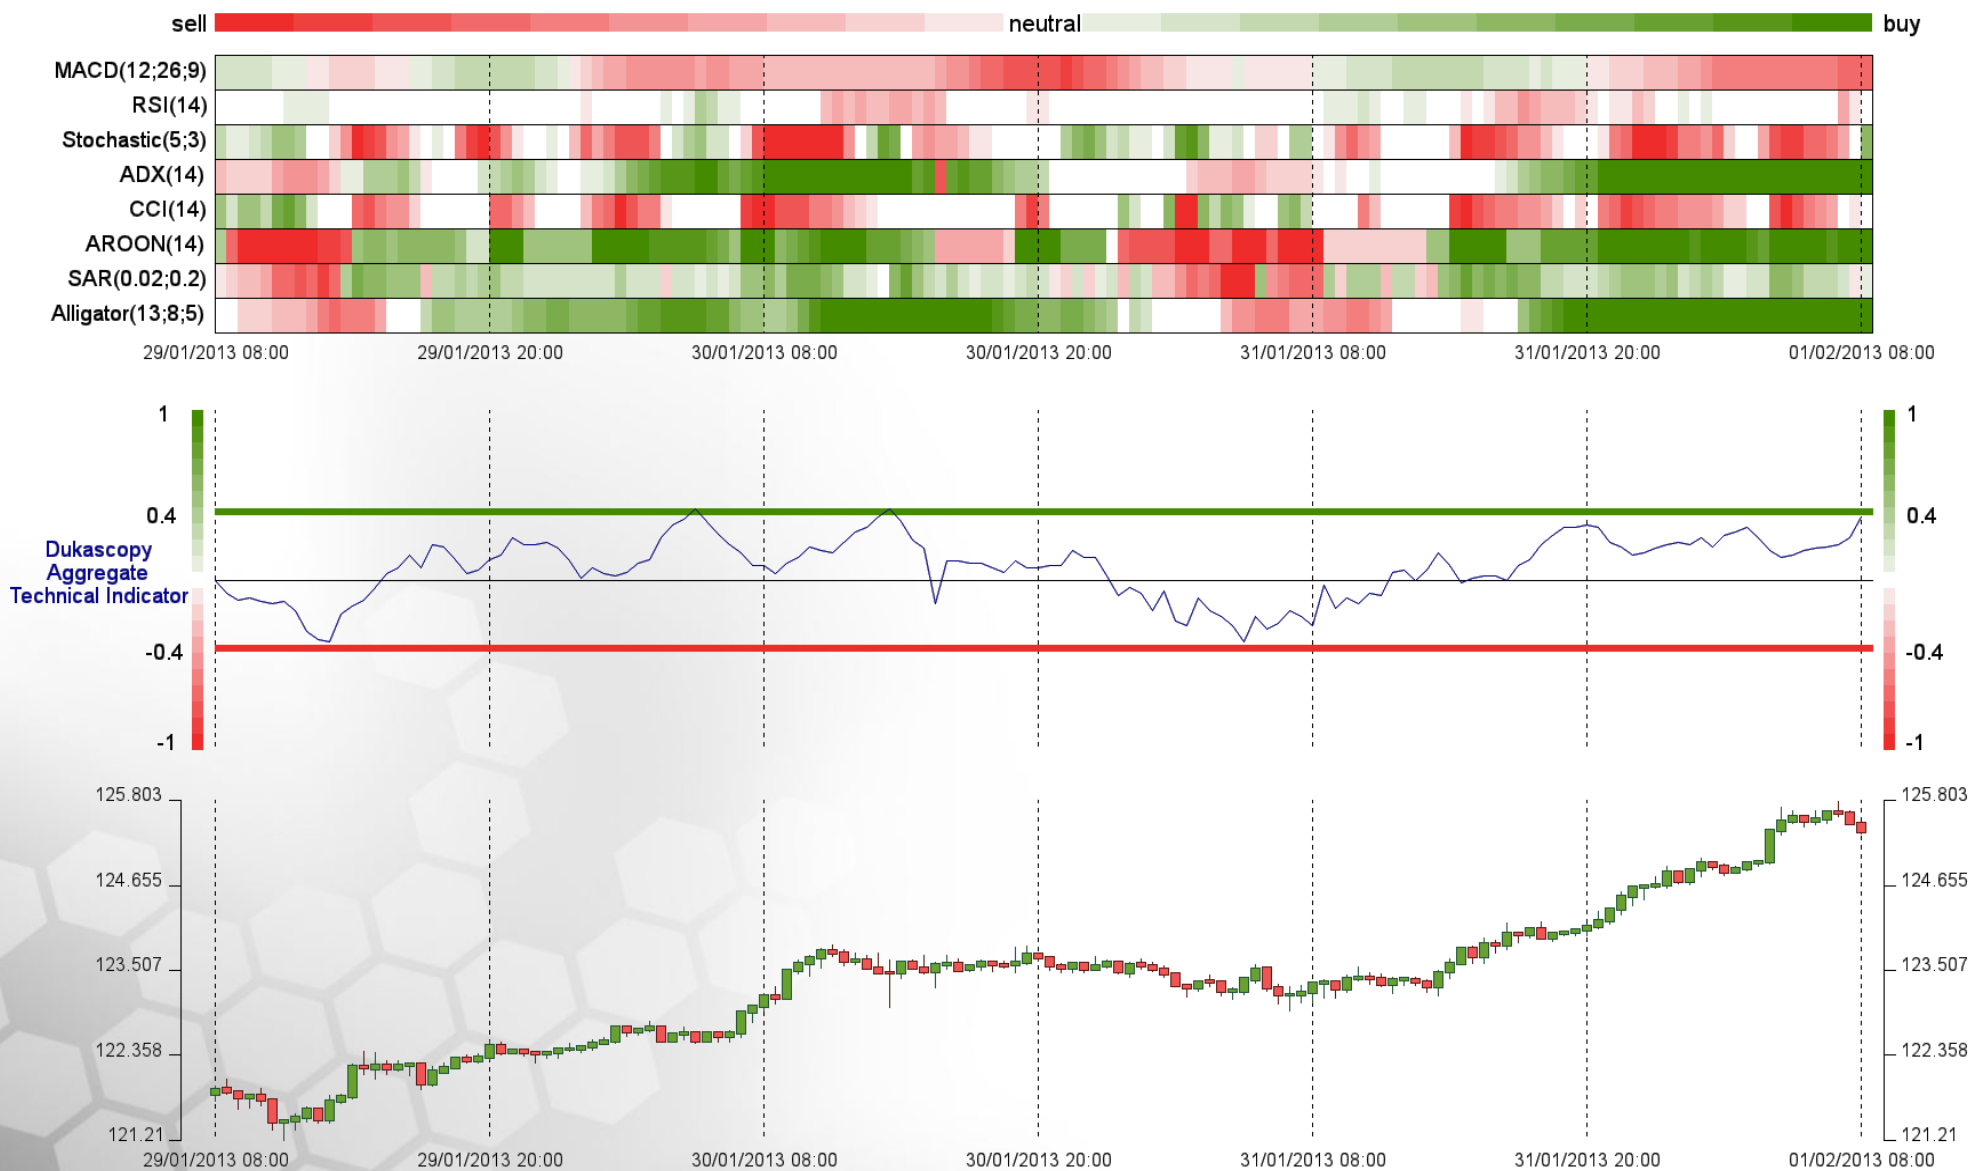 sell neutral buy
MACD(12;26;9)
RSI(14)
Stochastic(5;3)
ADX(14)
CCI(14)
AROON(14)
SAR(0.02;0.2)
Alligator(13;8;5)
29/01/2013 08:00 29/01/2013 20:00 30/01/2013 08:00 30/01/2013 20:00 31/01/2013 08:00 31/01/2013 20:00 01/02/2013 08:00
1 1
0.4 0.4
Dukascopy
Aggregate
Technical Indicator
-0.4 -0.4
-1 -1
125.803 125.803
124.655 124.655
123.507 123.507
122.358 122.358
121.21 121.21
29/01/2013 08:00 29/01/2013 20:00 30/01/2013 08:00 30/01/2013 20:00 31/01/2013 08:00 31/01/2013 20:00 01/02/2013 08:00